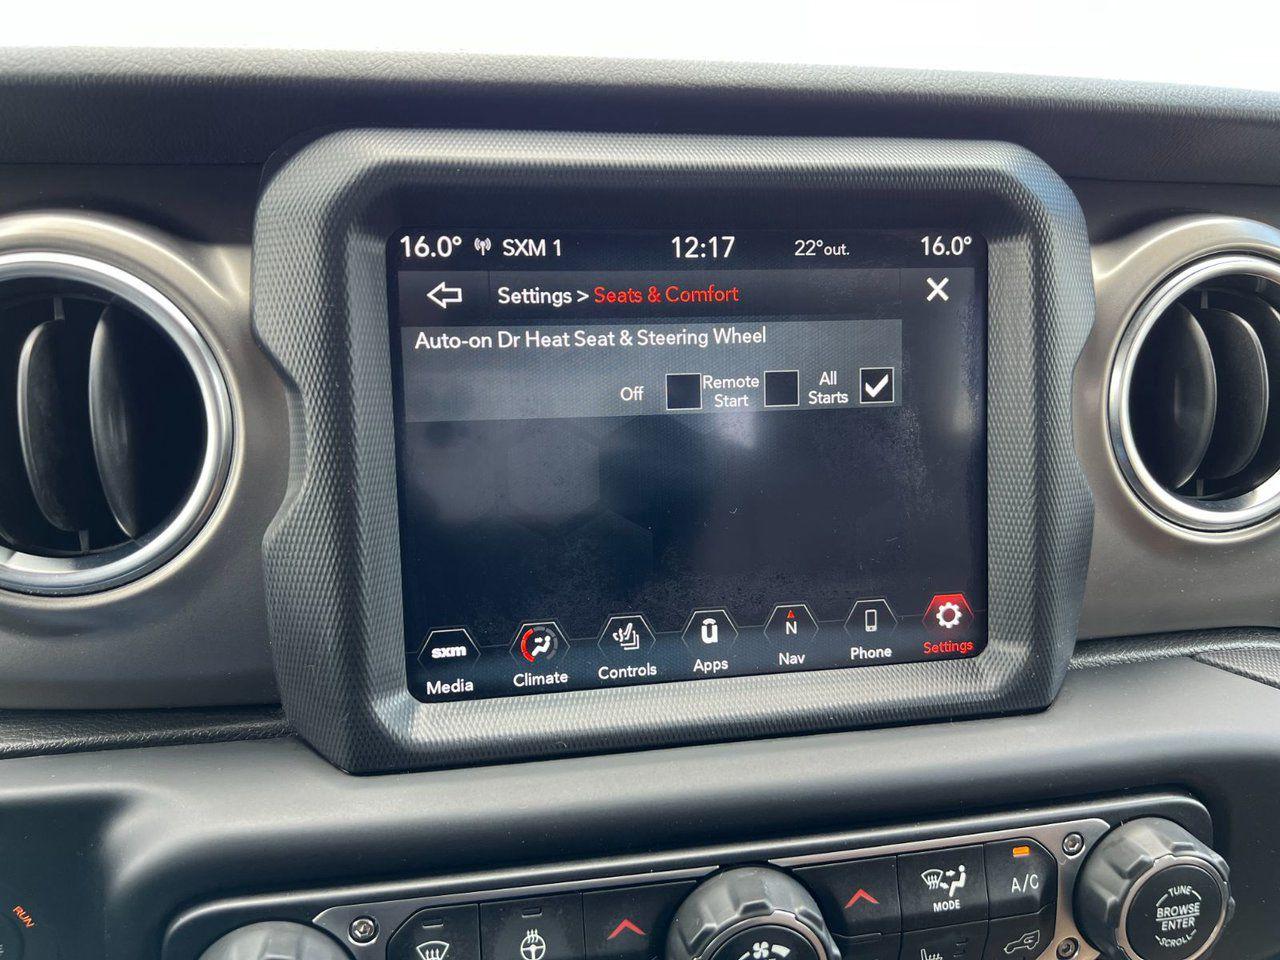 16.0° SXM 1 12:17 22°out. 16.0°
Settings > Seats & Comfort X
Auto-on Dr Heat Seat & Steering Wheel
Off
Remote
Start
All
Starts
sxm
N
Media
Climate
Controls
Apps
Nav
Phone
Settings
RUN
MODE
A/C
TUNE
BROWSE
ENTER
SCROLL